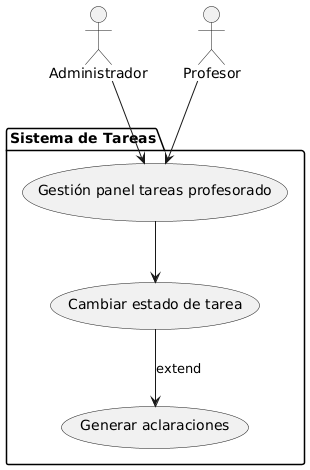 Administrador
Profesor
Sistema de Tareas
Gestión panel tareas profesorado
Cambiar estado de tarea
extend
Generar aclaraciones